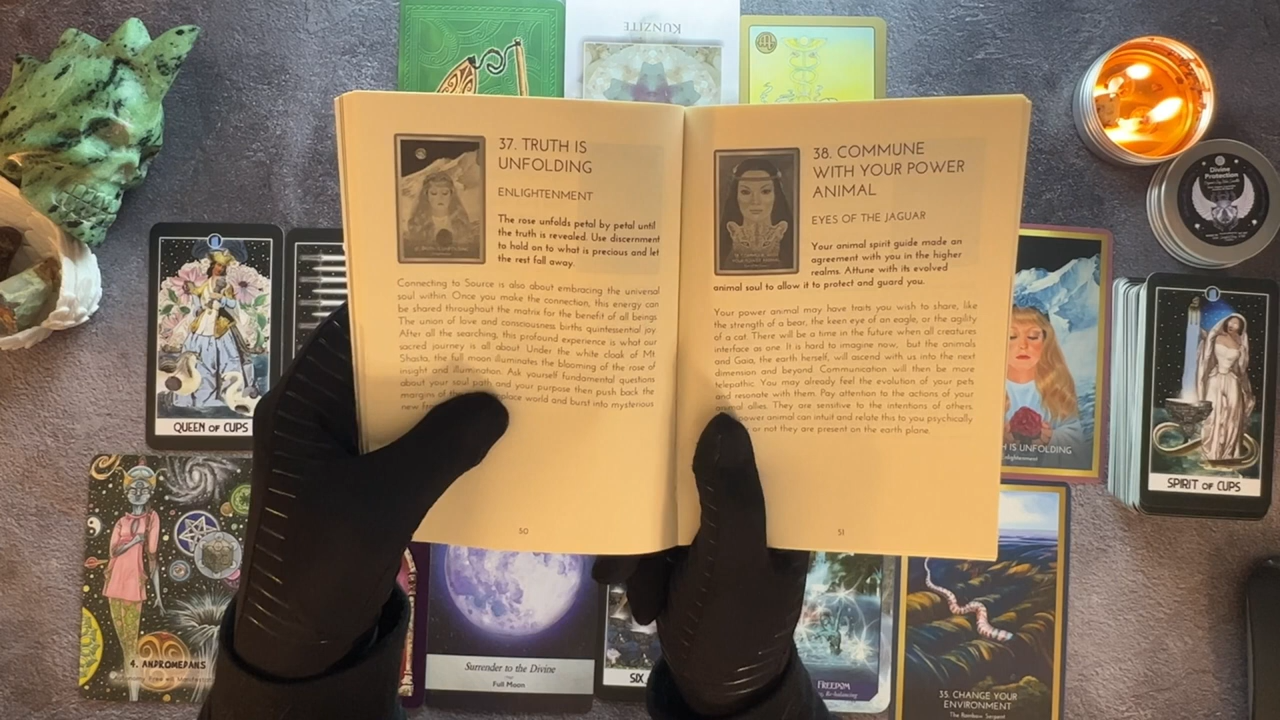 KUNZITE
37. TRUTH IS
UNFOLDING
ENLIGHTENMENT
The rose unfolds petal by petal until
the truth is revealed. Use discernment
to hold on to what is precious and let
the rest fall away.
Connecting to Source is also about embracing the universal
soul within. Once you make the connection, this energy can
be shared throughout the matrix for the benefit of all beings
The union of love and consciousness births quintessential joy
After all the searching, this profound experience is what our
sacred journey is all about. Under the white cloak of Mt
Shasta, the full moon illuminates the blooming of the rose of
insight and illumination. Ask yourself fundamental questions
about your soul path and your purpose then push back the
margins of the place world and burst into mysterious
new
50
38. COMMUNE
WITH YOUR POWER
ANIMAL
EYES OF THE JAGUAR
Your animal spirit guide made an
agreement with you in the higher
realms. Attune with its evolved
animal soul to allow it to protect and guard you.
Your power animal may have traits you wish to share, like
the strength of a bear, the keen eye of an eagle, or the agility
of a cat. There will be a time in the future when all creatures
interface as one. It is hard to imagine now, but the animals
and Gaia, the earth herself, will ascend with us into the next
dimension and beyond. Communication will then be more
telepathic. You may already feel the evolution of your pets
and resonate with them. Pay attention to the actions of your
animal allies. They are sensitive to the intentions of others.
power animal can intuit and relate this to you psychically
or not they are present on the earth plane.
51
Divine
Protection
QUEEN OF CUPS
IS UNFOLDING
nlightenment
SPIRIT OF CUPS
4. ANDROMEDANS
Surrender to the Divine
Full Moon
SIX
FREEDOM
Re-balancing
35. CHANGE YOUR
ENVIRONMENT
The Rainbow Serpent